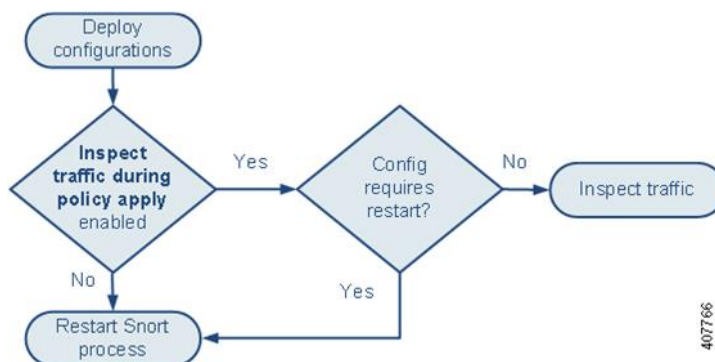 Deploy
configurations
Inspect
traffic during
policy apply
enabled
Yes
Config
requires
restart?
No
Inspect traffic
No
Yes
Restart Snort
process
407766